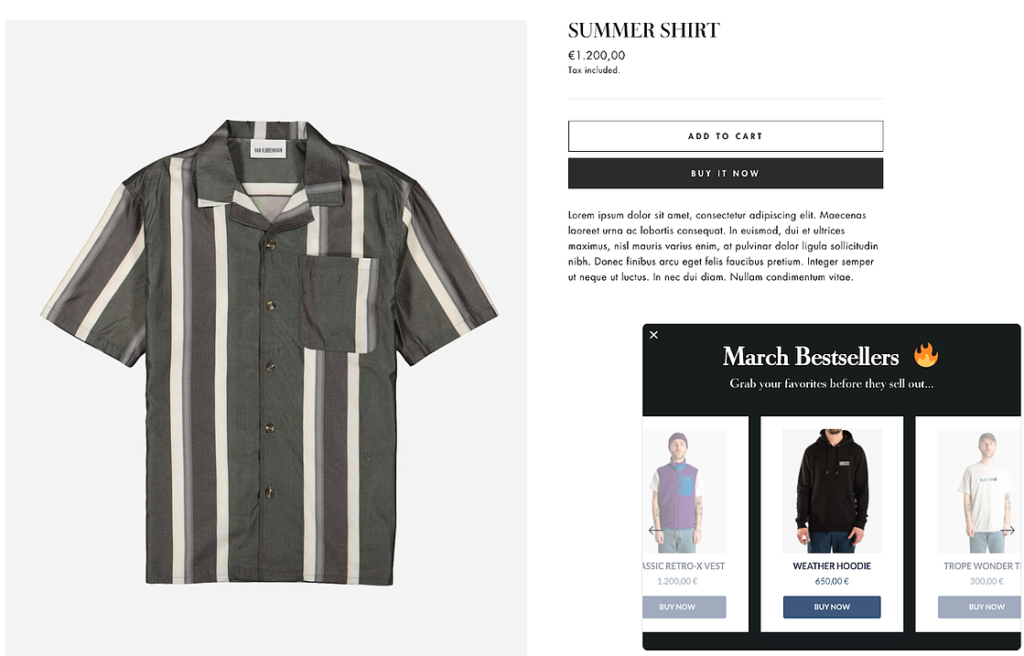 SUMMER SHIRT
€1.200,00
Tax included.
ADD TO CART
BUY IT NOW
Lorem ipsum dolor sit amet, consectetur adipiscing elit. Maecenas
laoreet urna ac lobortis consequat. In euismod, dui et ultrices
maximus, nisl mauris varius enim, at pulvinar dolor ligula sollicitudin
nibh. Donec finibus arcu eget felis faucibus pretium. Integer semper
ut neque ut luctus. In nec dui diam. Nullam condimentum vitae.
March Bestsellers 🔥
Grab your favorites before they sell out...
ASSIC RETRO-X VEST
1.200,00 €
BUY NOW
WEATHER HOODIE
650,00 €
BUY NOW
TROPE WONDER T
300,00 €
BUY NOW